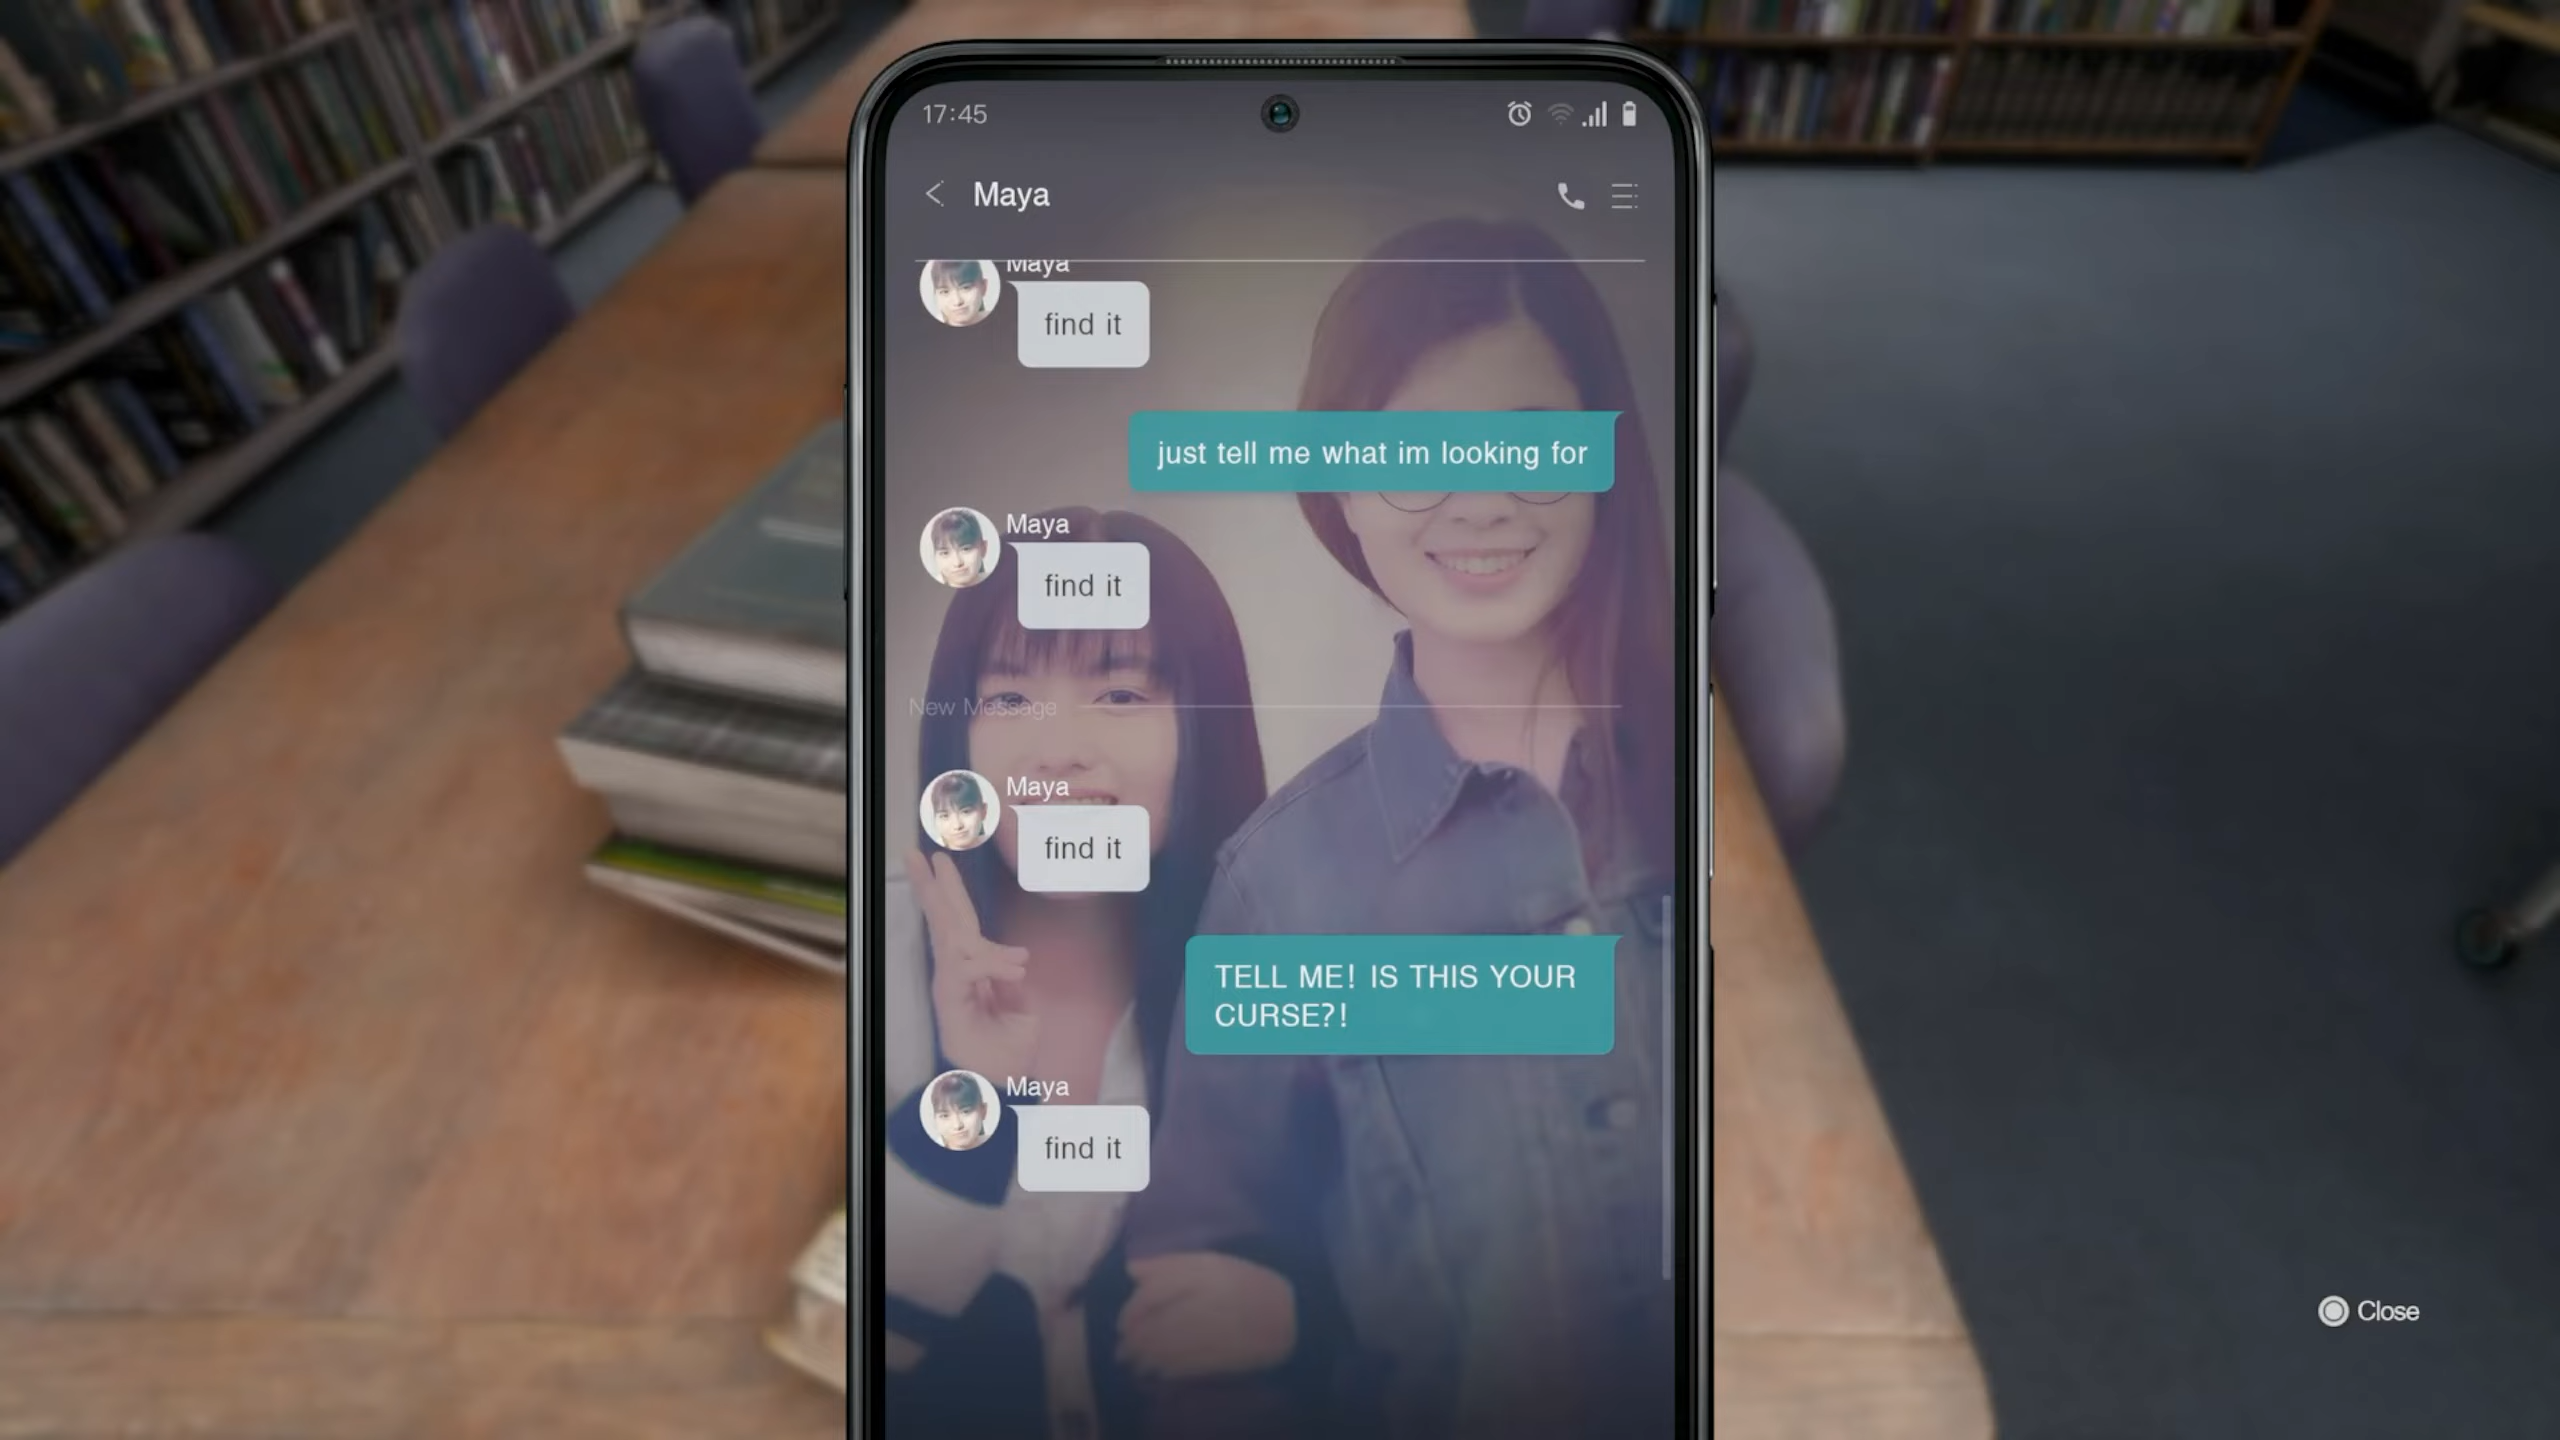 17:45
Maya
Maya
find it
just tell me what im looking for
Maya
find it
New Message
Maya
find it
TELL ME! IS THIS YOUR
CURSE?!
Maya
find it
Close